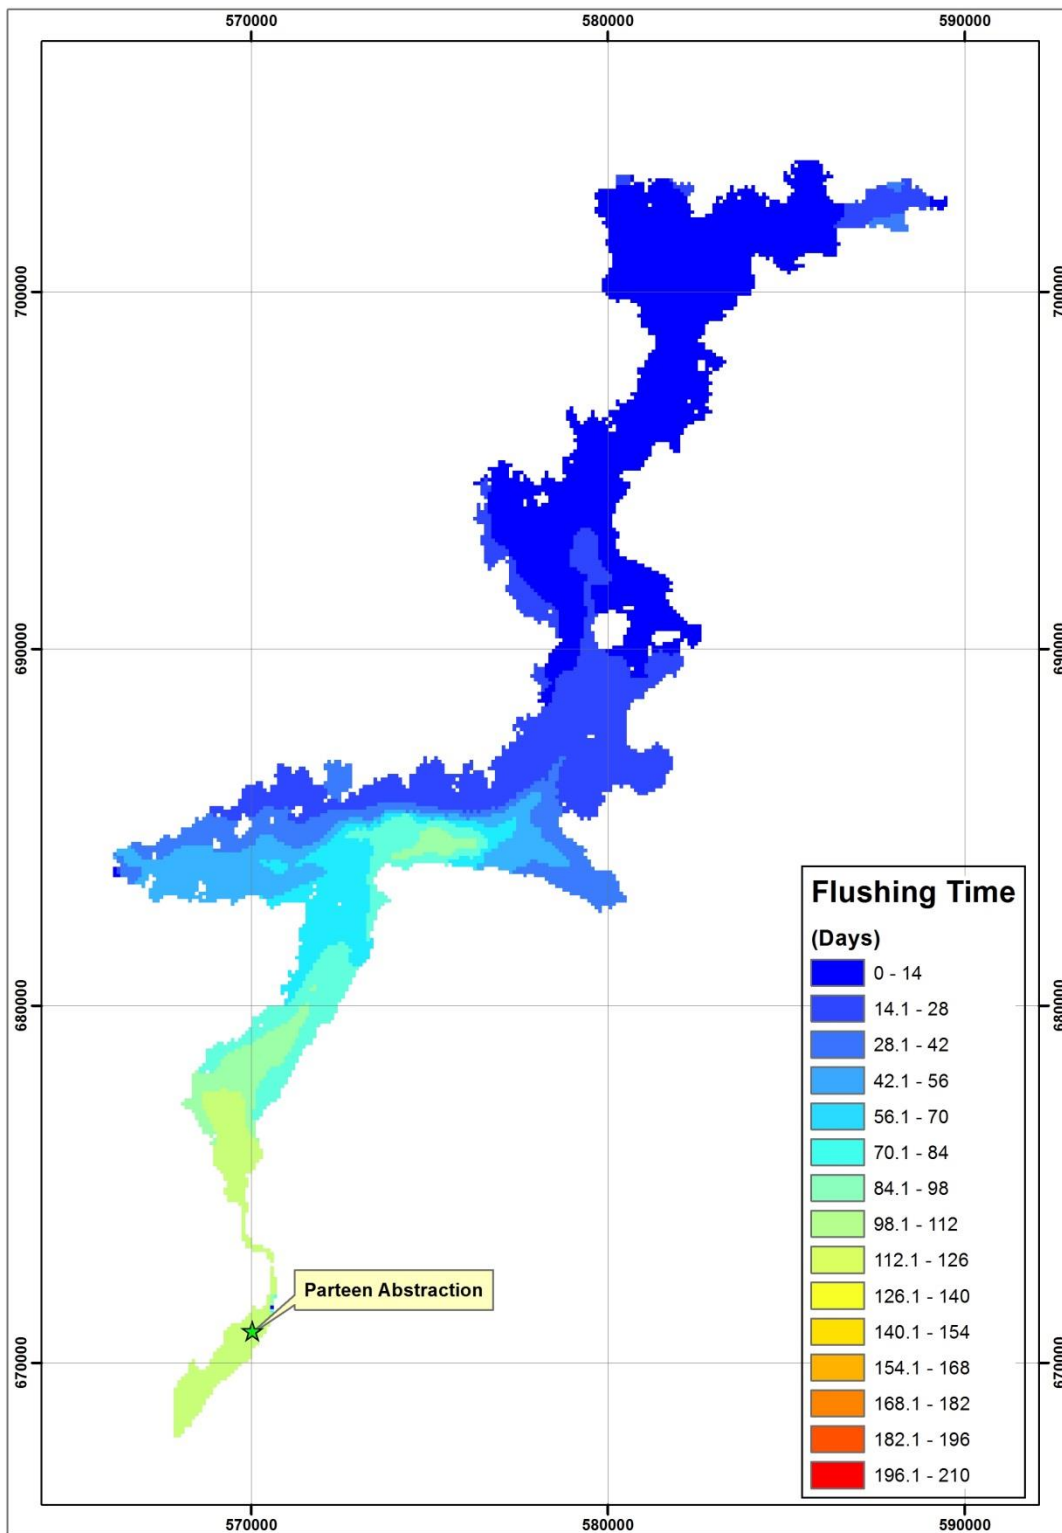 570000
580000
590000
700000
700000
690000
690000
Flushing Time
(Days)
0 - 14
14.1 - 28
680000
680000
28.1 - 42
42.1 - 56
56.1 - 70
70.1 - 84
84.1 - 98
98.1 - 112
112.1 - 126
Parteen Abstraction
126.1 - 140
140.1 - 154
670000
670000
154.1 - 168
168.1 - 182
182.1 - 196
196.1 - 210
570000
580000
590000